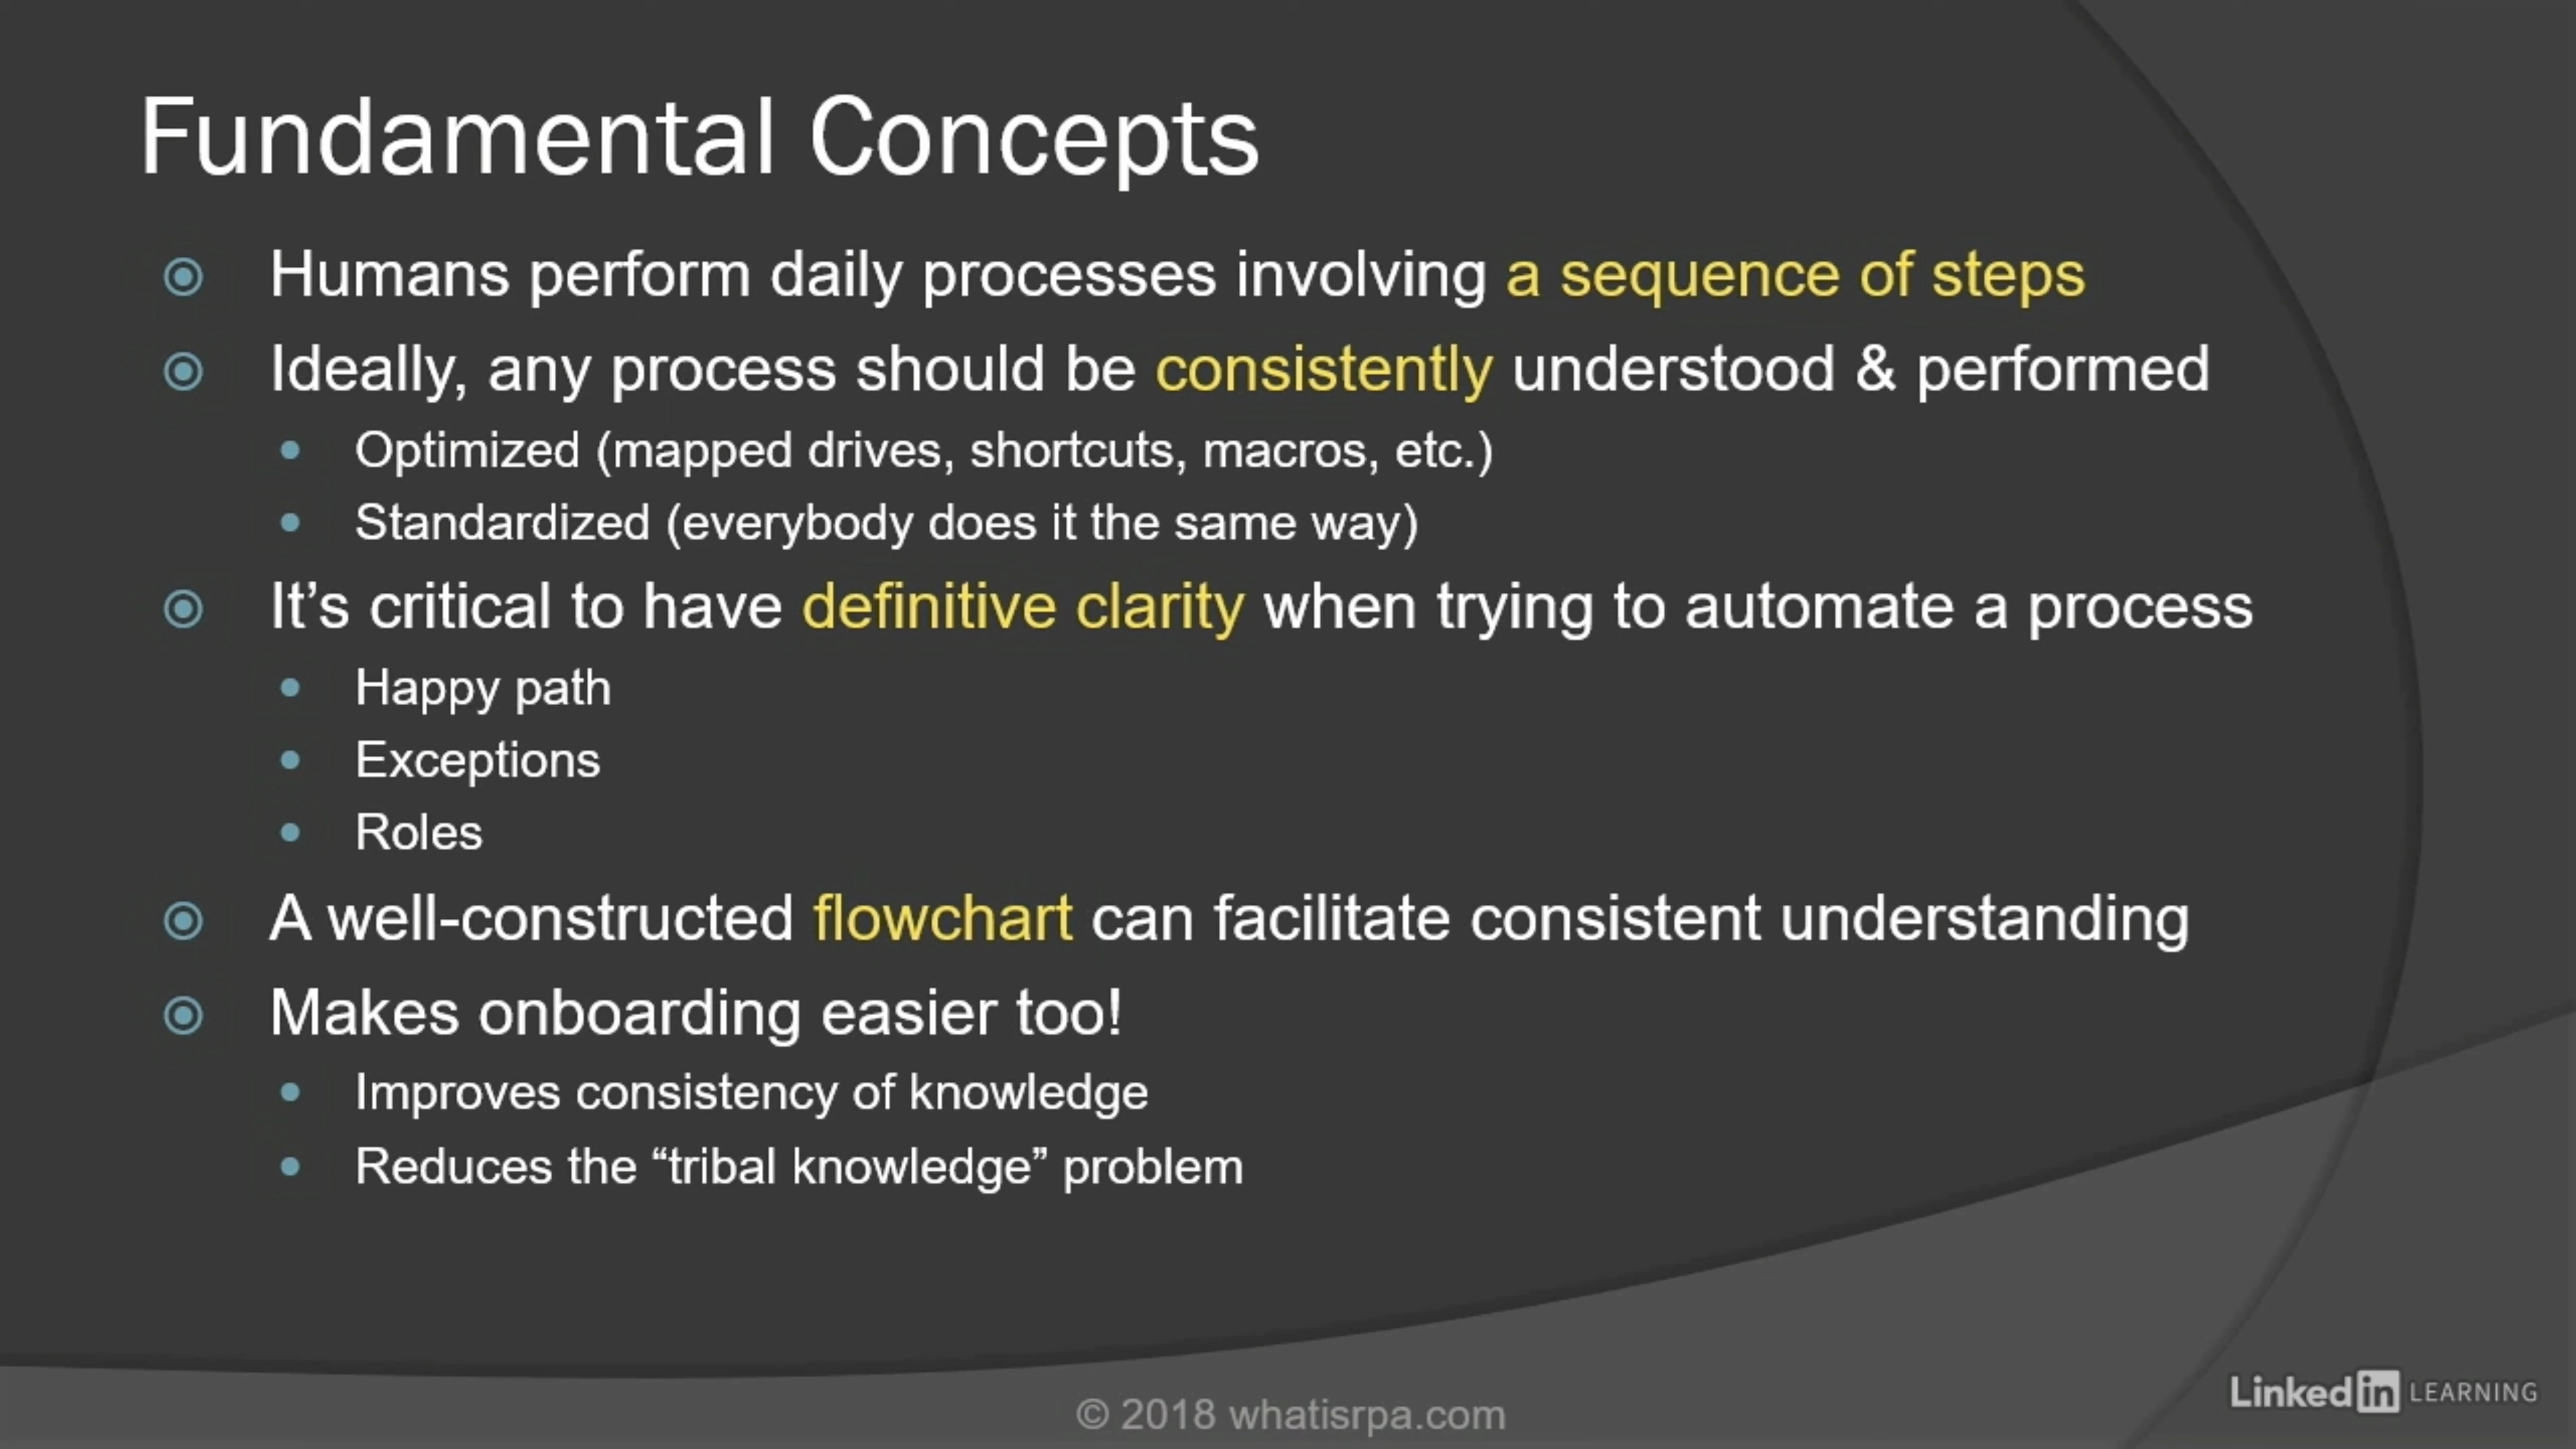 Fundamental Concepts
Humans perform daily processes involving a sequence of steps
Ideally, any process should be consistently understood & performed
Optimized (mapped drives, shortcuts, macros, etc.)
Standardized (everybody does it the same way)
It’s critical to have definitive clarity when trying to automate a process
Happy path
Exceptions
Roles
A well-constructed flowchart can facilitate consistent understanding
Makes onboarding easier too!
Improves consistency of knowledge
Reduces the “tribal knowledge” problem
© 2018 whatisrpa.com
Linked in LEARNING